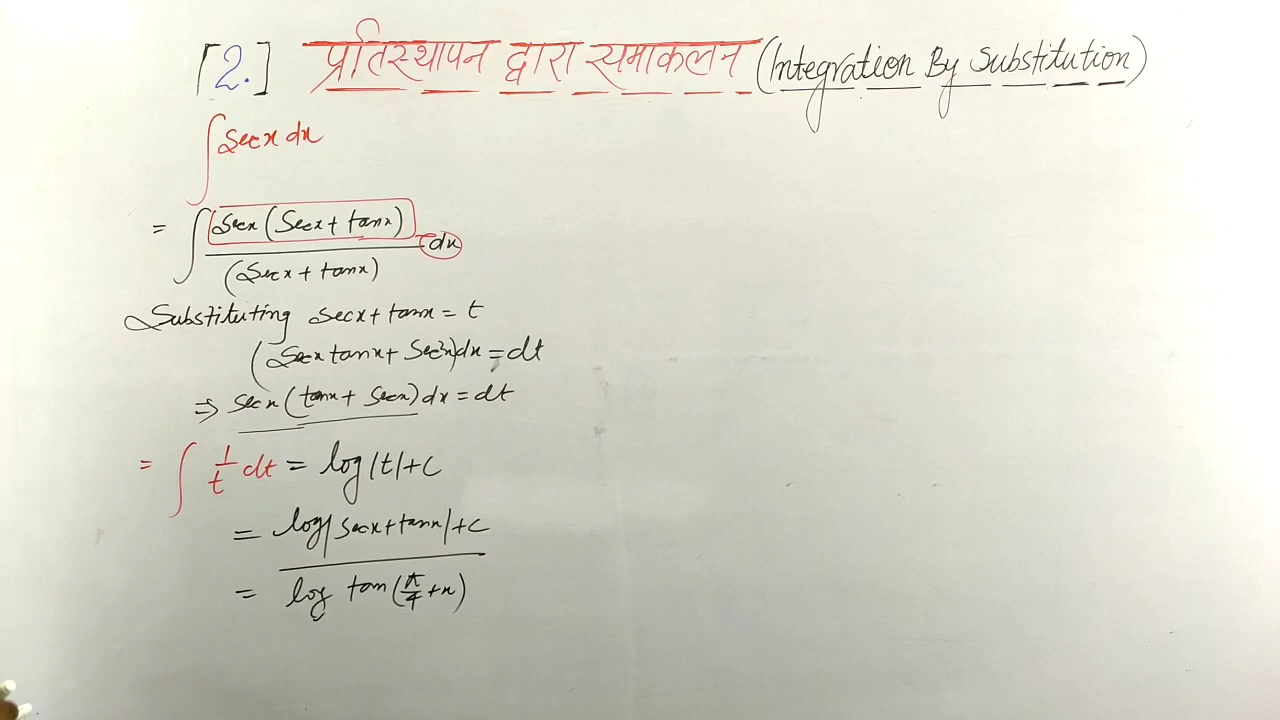 [2.] प्रतिस्थापन द्वारा समाकलन (Integration By Substitution)
∫ secx dx
= ∫ secx (secx + tanx) / (secx + tanx) dx
Substituting secx + tanx = t
(secx tanx + sec²x)dx = dt
⇒ secx (tanx + secx) dx = dt
= ∫ 1/t dt = log|t| + c
= log|secx + tanx| + c
= log tan(π/4 + x)